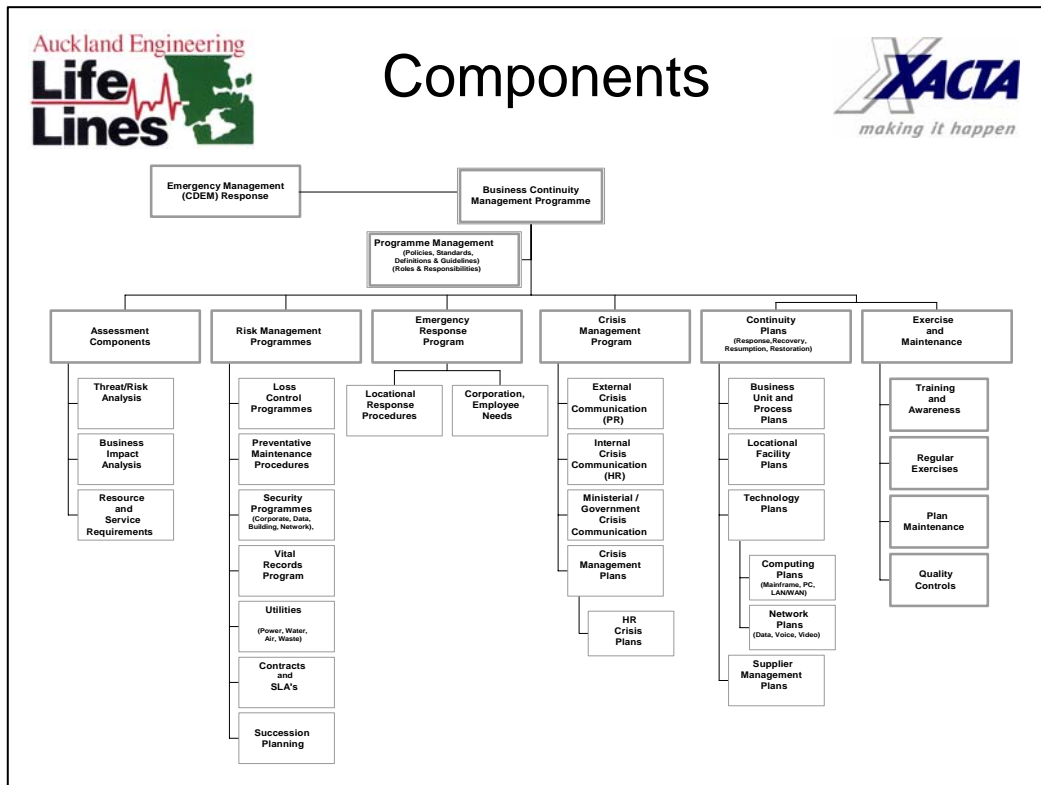 Auckland Engineering
Life
Lines
Components
XACTA
making it happen
Emergency Management
(CDEM) Response
Business Continuity
Management Programme
Programme Management
(Policies, Standards,
Definitions & Guidelines)
(Roles & Responsibilities)
Assessment
Components
Threat/Risk
Analysis
Business
Impact
Analysis
Resource
and
Service
Requirements
Risk Management
Programmes
Loss
Control
Programmes
Preventative
Maintenance
Procedures
Security
Programmes
(Corporate, Data,
Building, Network),
Vital
Records
Program
Utilities
(Power, Water,
Air, Waste)
Contracts
and
SLA's
Succession
Planning
Emergency
Response
Program
Locational
Response
Procedures
Corporation,
Employee
Needs
Crisis
Management
Program
External
Crisis
Communication
(PR)
Internal
Crisis
Communication
(HR)
Ministerial /
Government
Crisis
Communication
Crisis
Management
Plans
HR
Crisis
Plans
Continuity
Plans
(Response,Recovery,
Resumption, Restoration)
Business
Unit and
Process
Plans
Locational
Facility
Plans
Technology
Plans
Computing
Plans
(Mainframe, PC,
LAN/WAN)
Network
Plans
(Data, Voice, Video)
Supplier
Management
Plans
Exercise
and
Maintenance
Training
and
Awareness
Regular
Exercises
Plan
Maintenance
Quality
Controls